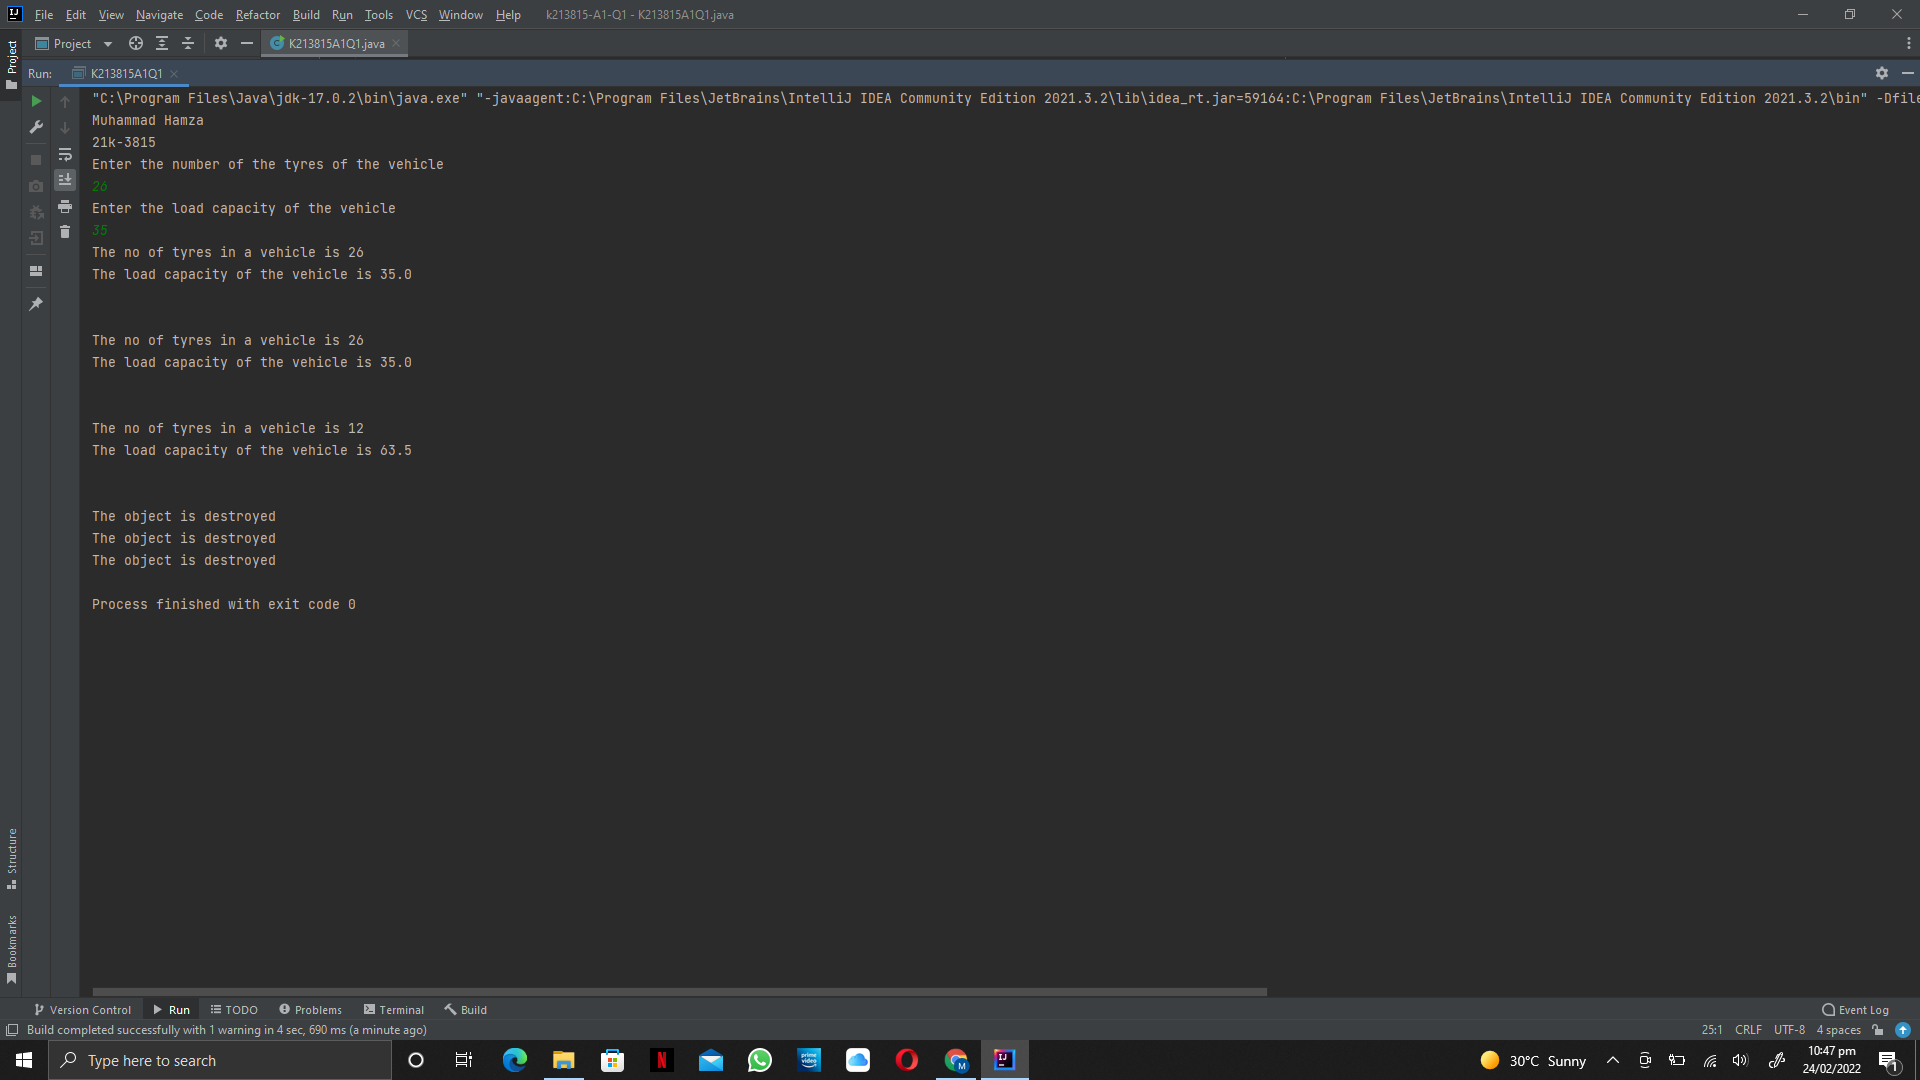 File Edit View Navigate Code Refactor Build Run Tools VCS Window Help k213815-A1-Q1 - K213815A1Q1.java
Project K213815A1Q1.java
Project
Run: K213815A1Q1
"C:\Program Files\Java\jdk-17.0.2\bin\java.exe" "-javaagent:C:\Program Files\JetBrains\IntelliJ IDEA Community Edition 2021.3.2\lib\idea_rt.jar=59164:C:\Program Files\JetBrains\IntelliJ IDEA Community Edition 2021.3.2\bin" -Dfile
Muhammad Hamza
21k-3815
Enter the number of the tyres of the vehicle
26
Enter the load capacity of the vehicle
35
The no of tyres in a vehicle is 26
The load capacity of the vehicle is 35.0
The no of tyres in a vehicle is 26
The load capacity of the vehicle is 35.0
The no of tyres in a vehicle is 12
The load capacity of the vehicle is 63.5
The object is destroyed
The object is destroyed
The object is destroyed
Process finished with exit code 0
Structure
Bookmarks
Version Control Run TODO Problems Terminal Build Event Log
Build completed successfully with 1 warning in 4 sec, 690 ms (a minute ago) 25:1 CRLF UTF-8 4 spaces
Type here to search 30°C Sunny 10:47 pm
24/02/2022